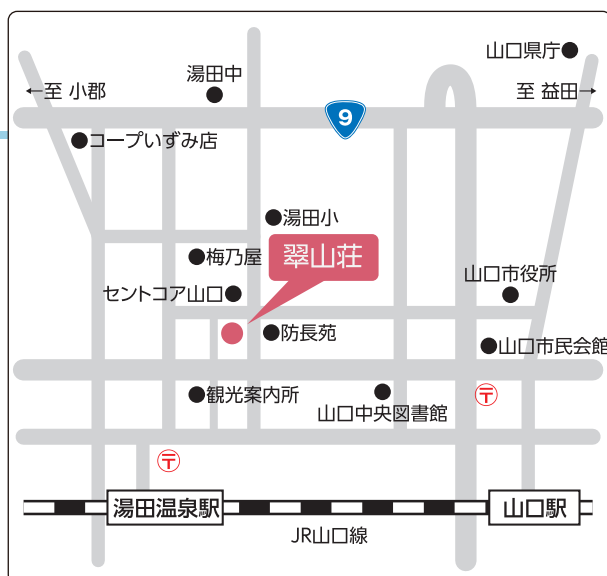 山口県庁
湯田中
←至 小郡
至 益田→
9
コープいずみ店
湯田小
翠山荘
梅乃屋
山口市役所
セントコア山口
防長苑
山口市民会館
観光案内所
山口中央図書館
〒
〒
湯田温泉駅
山口駅
JR山口線